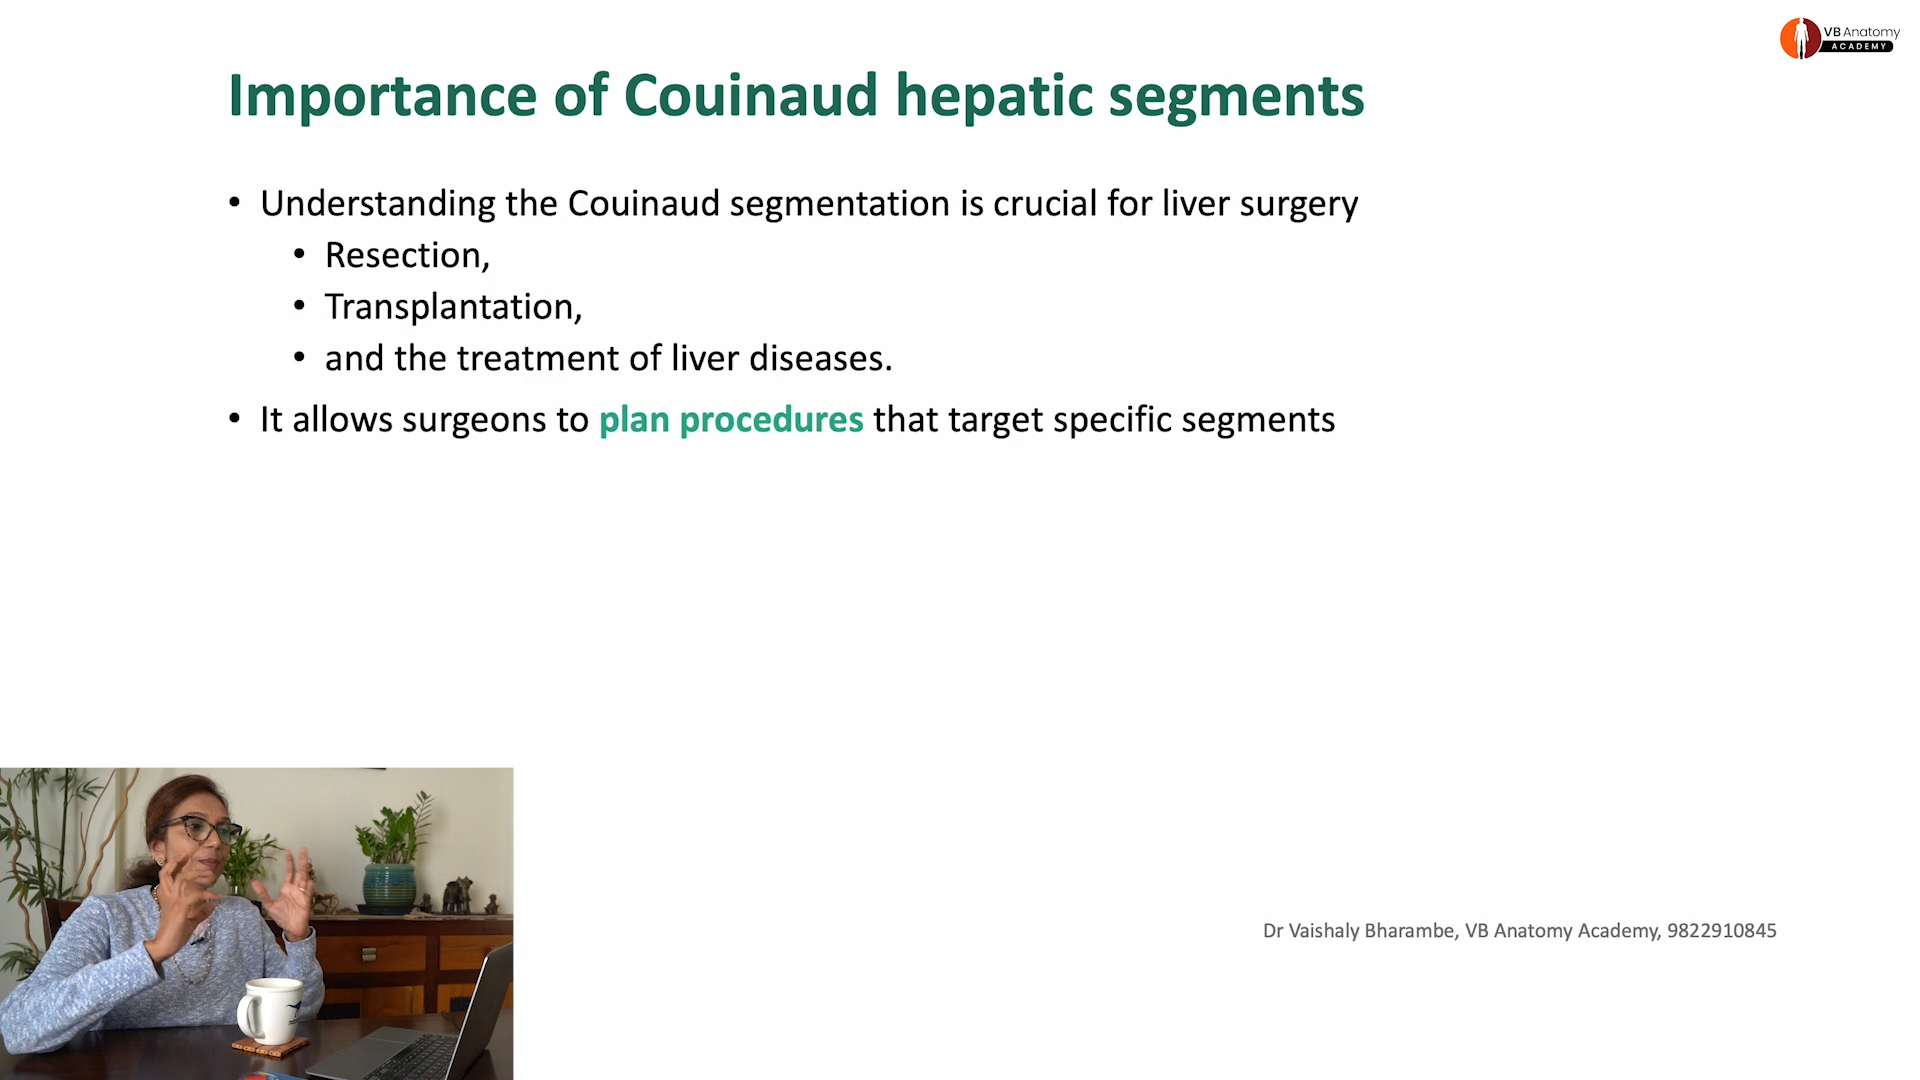 VB Anatomy
ACADEMY
Importance of Couinaud hepatic segments
• Understanding the Couinaud segmentation is crucial for liver surgery
• Resection,
• Transplantation,
• and the treatment of liver diseases.
• It allows surgeons to plan procedures that target specific segments
Dr Vaishaly Bharambe, VB Anatomy Academy, 9822910845